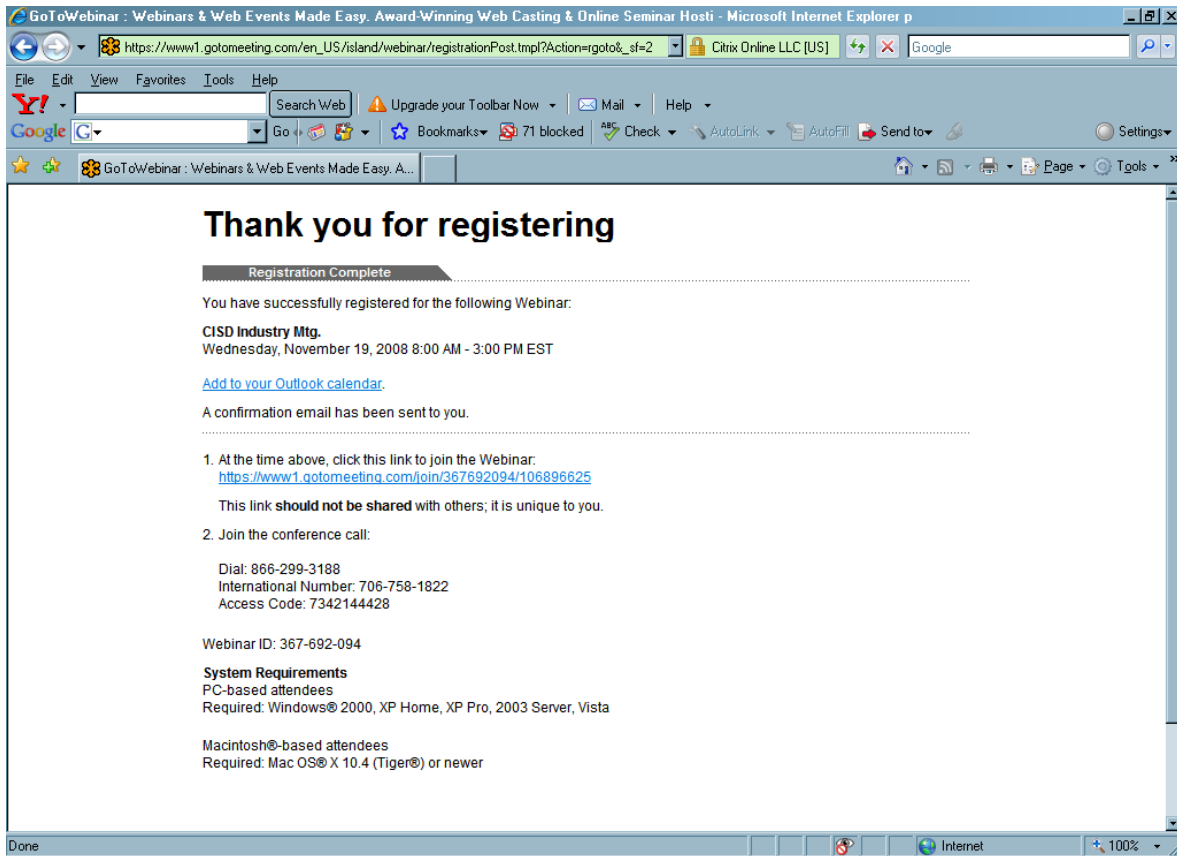 GoToWebinar : Webinars & Web Events Made Easy. Award-Winning Web Casting & Online Seminar Hosti - Microsoft Internet Explorer p
https://www1.gotomeeting.com/en_US/island/webinar/registrationPost.tmpl?Action=rgoto&_sf=2 Citrix Online LLC [US] Google
File Edit View Favorites Tools Help
Y! Search Web Upgrade your Toolbar Now Mail Help
Google G Go Bookmarks 71 blocked ABC Check AutoLink AutoFill Send to Settings
GoToWebinar : Webinars & Web Events Made Easy. A... Page Tools »
Thank you for registering
Registration Complete
You have successfully registered for the following Webinar:
CISD Industry Mtg.
Wednesday, November 19, 2008 8:00 AM - 3:00 PM EST
Add to your Outlook calendar.
A confirmation email has been sent to you.
1. At the time above, click this link to join the Webinar:
https://www1.gotomeeting.com/join/367692094/106896625
This link should not be shared with others; it is unique to you.
2. Join the conference call:
Dial: 866-299-3188
International Number: 706-758-1822
Access Code: 7342144428
Webinar ID: 367-692-094
System Requirements
PC-based attendees
Required: Windows® 2000, XP Home, XP Pro, 2003 Server, Vista
Macintosh®-based attendees
Required: Mac OS® X 10.4 (Tiger®) or newer
Done Internet 100%